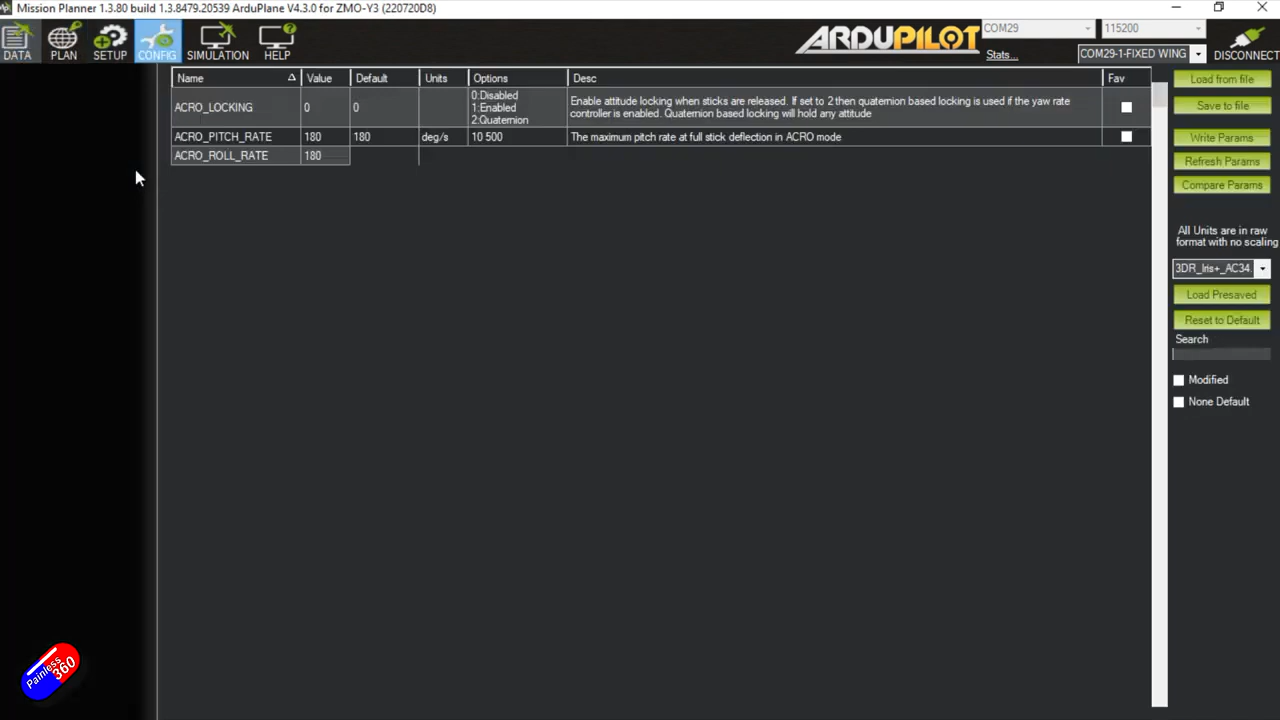 Mission Planner 1.3.80 build 1.3.8479.20539 ArduPlane V4.3.0 for ZMO-Y3 (220720D8)
DATA PLAN SETUP CONFIG SIMULATION HELP
ARDUPILOT
COM29 115200
Stats... COM29-1-FIXED WING DISCONNECT
Name Value Default Units Options Desc Fav
ACRO_LOCKING 0 0
0:Disabled
1:Enabled
2:Quaternion
Enable attitude locking when sticks are released. If set to 2 then quaternion based locking is used if the yaw rate
controller is enabled. Quaternion based locking will hold any attitude
ACRO_PITCH_RATE 180 180 deg/s 10 500 The maximum pitch rate at full stick deflection in ACRO mode
ACRO_ROLL_RATE 180
Load from file
Save to file
Write Params
Refresh Params
Compare Params
All Units are in raw
format with no scaling
3DR_Iris+_AC34.
Load Presaved
Reset to Default
Search
Modified
None Default
Painless
360